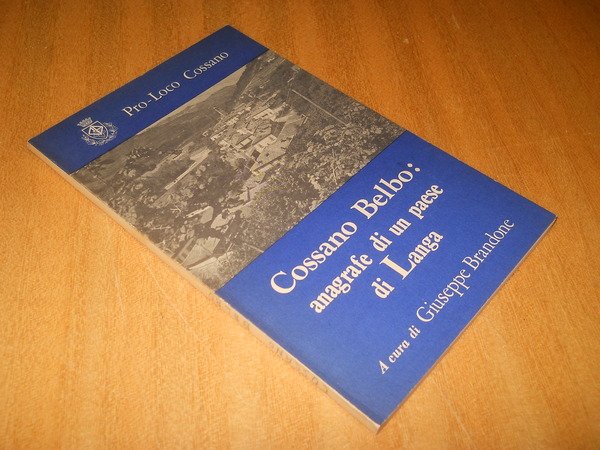 Pro-Loco Cossano
Cossano Belbo:
anagrafe di un paese
di Langa
A cura di Giuseppe Brandone